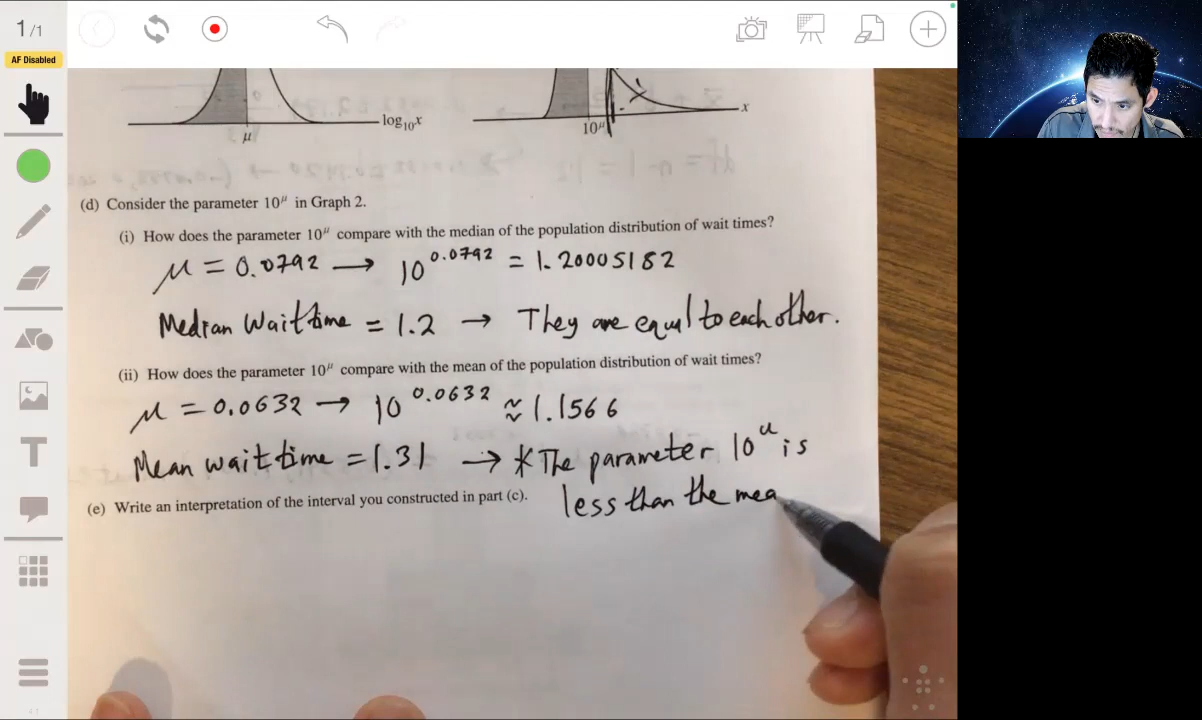 1/1
AF Disabled
μ
log₁₀x
10^μ
x
(d) Consider the parameter 10^μ in Graph 2.
(i) How does the parameter 10^μ compare with the median of the population distribution of wait times?
μ = 0.0792 → 10^0.0792 = 1.20005182
Median Wait time = 1.2 → They are equal to each other.
(ii) How does the parameter 10^μ compare with the mean of the population distribution of wait times?
μ = 0.0632 → 10^0.0632 ≈ 1.1566
Mean wait time = 1.31 → * The parameter 10^μ is
less than the mea
(e) Write an interpretation of the interval you constructed in part (c).
T